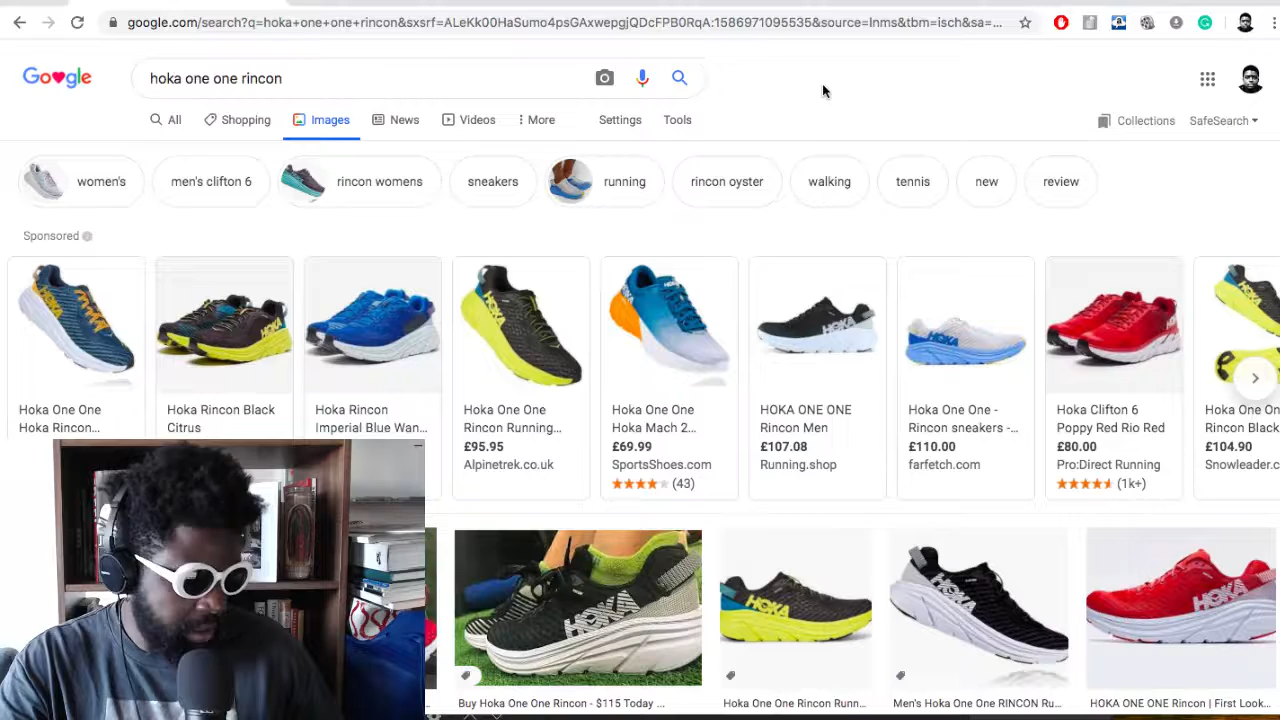 google.com/search?q=hoka+one+one+rincon&sxsrf=ALeKk00HaSumo4psGAxwepgjQDcFPB0RqA:1586971095535&source=lnms&tbm=isch&sa=...
Google
hoka one one rincon
All Shopping Images News Videos More Settings Tools
Collections SafeSearch
women's men's clifton 6 rincon womens sneakers running rincon oyster walking tennis new review
Sponsored
Hoka One One
Hoka Rincon...
Hoka Rincon Black
Citrus
Hoka Rincon
Imperial Blue Wan...
Hoka One One
Rincon Running...
£95.95
Alpinetrek.co.uk
Hoka One One
Hoka Mach 2...
£69.99
SportsShoes.com
(43)
HOKA ONE ONE
Rincon Men
£107.08
Running.shop
Hoka One One -
Rincon sneakers -...
£110.00
farfetch.com
Hoka Clifton 6
Poppy Red Rio Red
£80.00
Pro:Direct Running
(1k+)
Hoka One On
Rincon Black
£104.90
Snowleader.c
HOKA
HOKA
HOKA
HOKA
Buy Hoka One One Rincon - $115 Today ...
Hoka One One Rincon Runn...
Men's Hoka One One RINCON Ru...
HOKA ONE ONE RINCON | First Look...